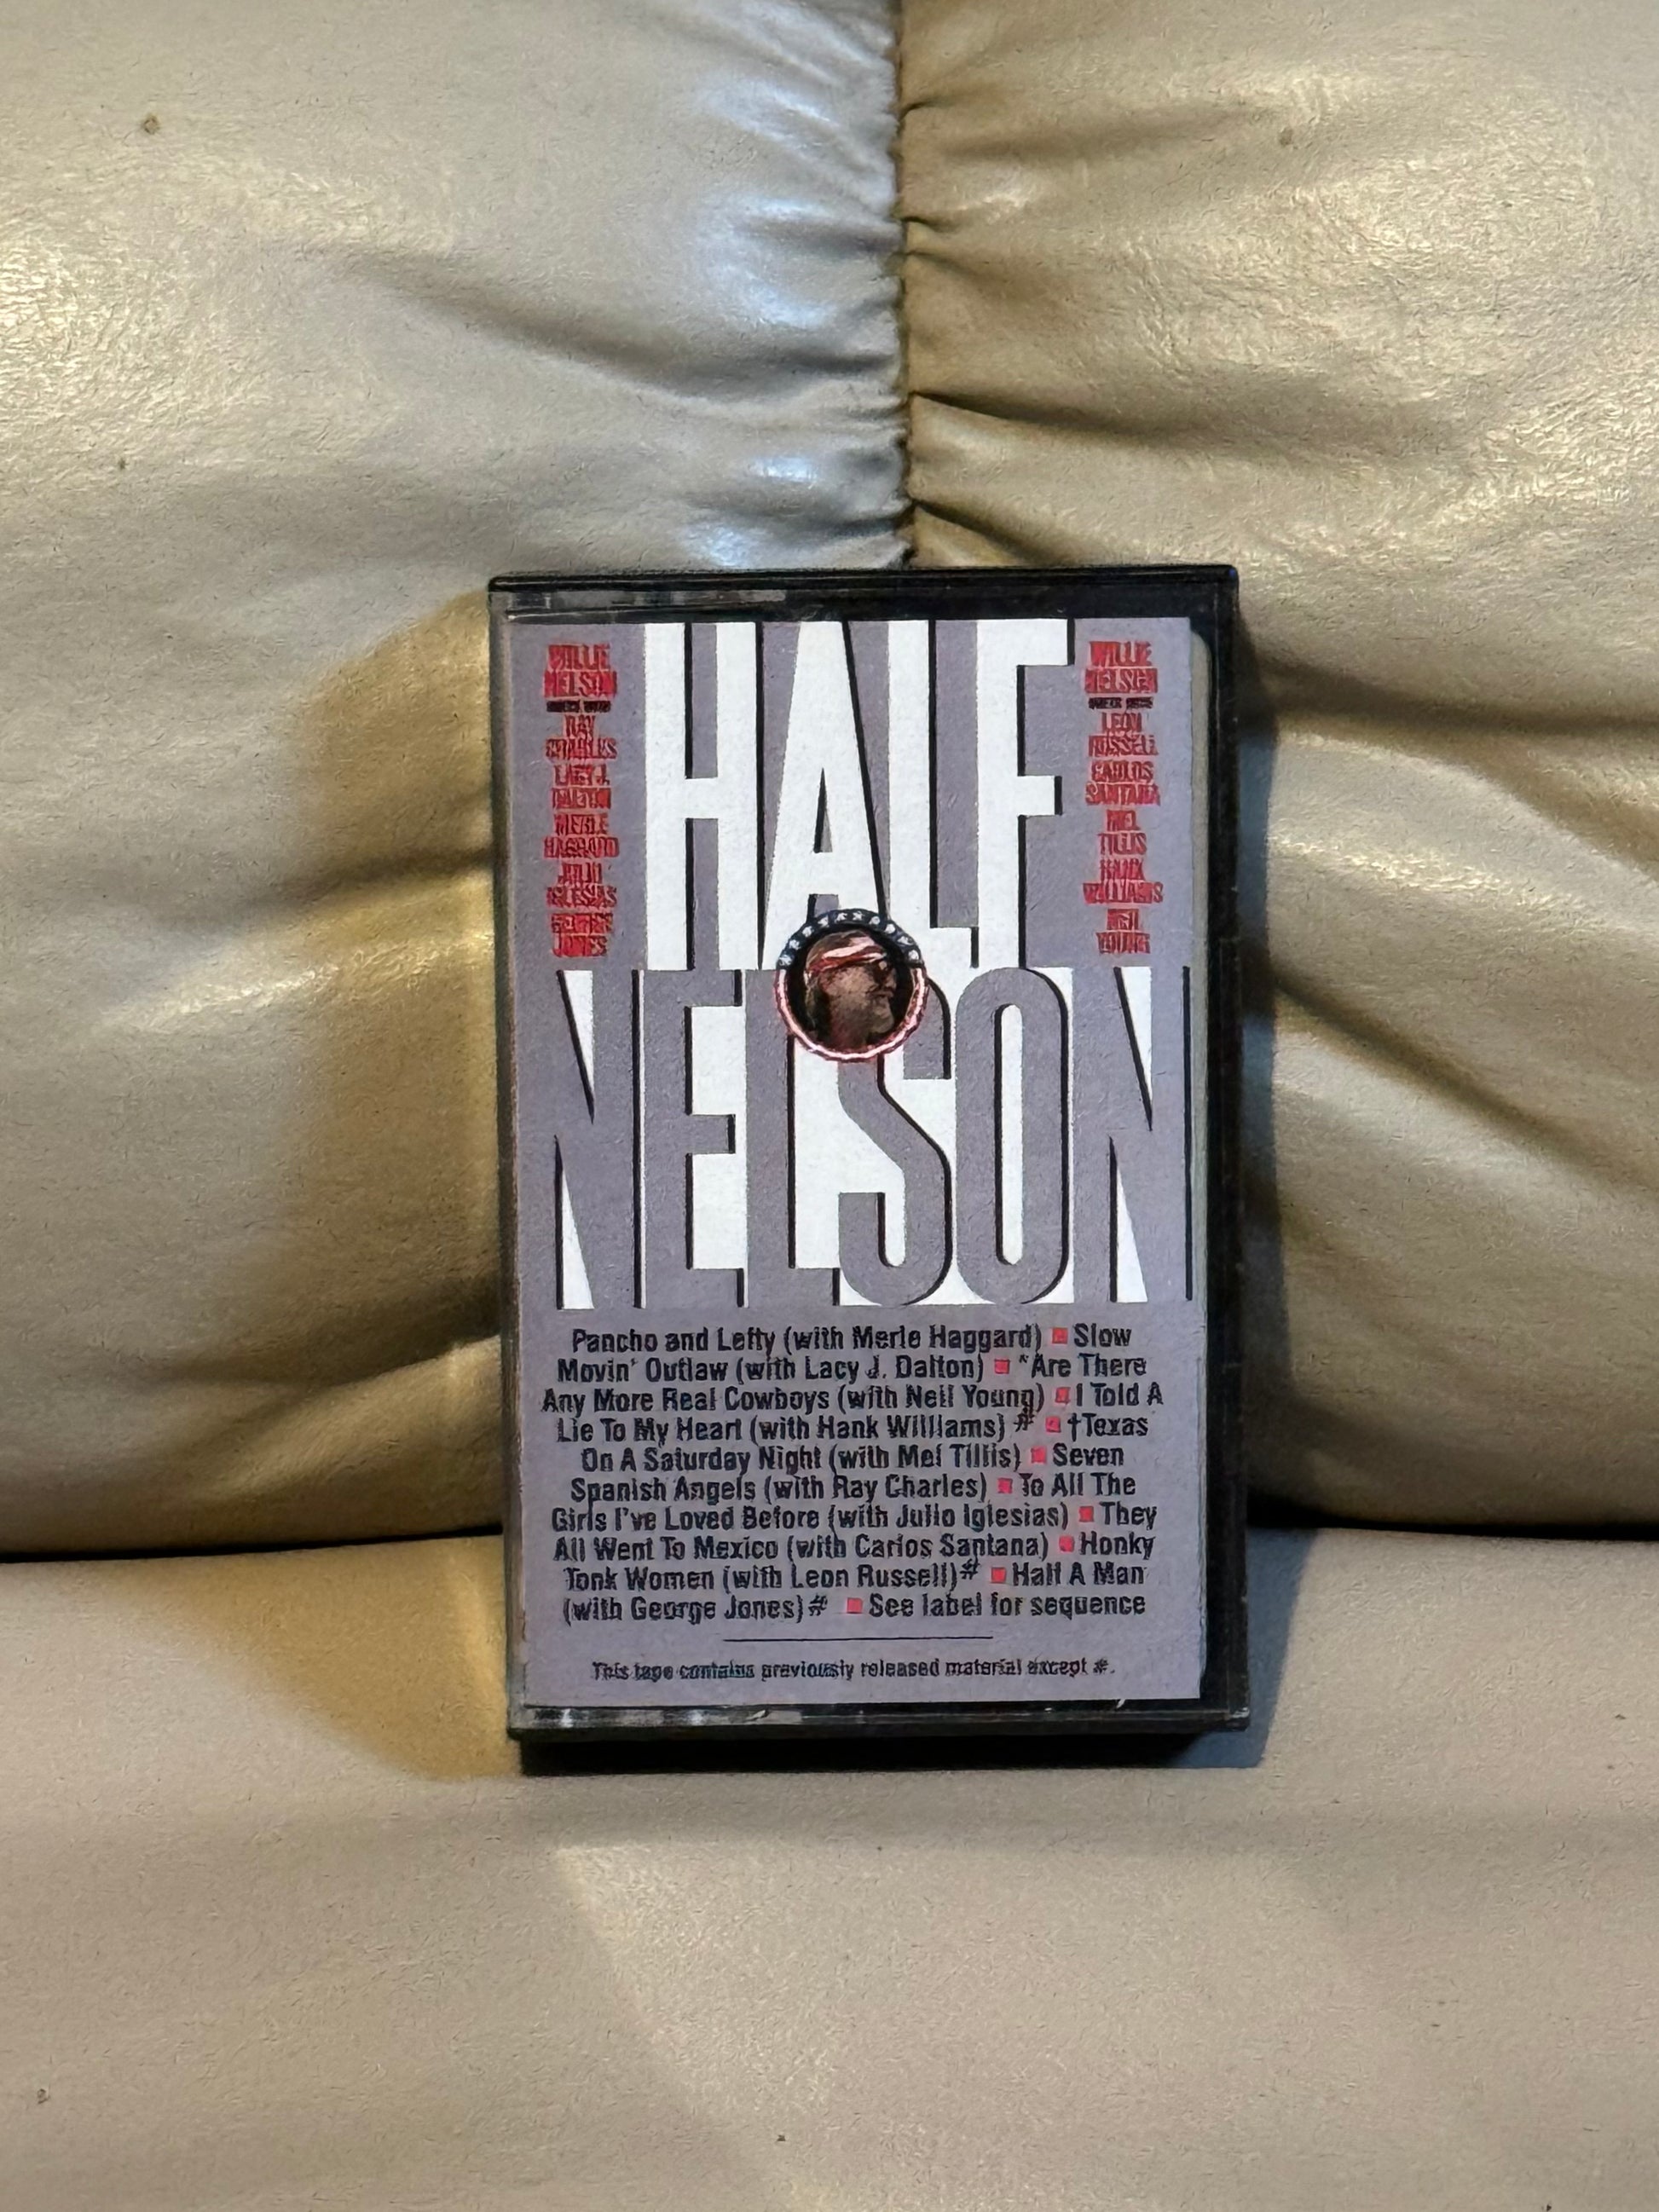 WILLIE
NELSON
RAY
CHARLES
LACY J.
DALTON
MERLE
HAGGARD
JULIO
IGLESIAS
GEORGE
JONES
HALF
NELSON
WILLIE
NELSON
LEON
RUSSELL
CARLOS
SANTANA
MEL
TILLIS
HANK
WILLIAMS
NEIL
YOUNG
Pancho and Lefty (with Merle Haggard) ■ Slow
Movin' Outlaw (with Lacy J. Dalton) ■ *Are There
Any More Real Cowboys (with Neil Young) ■ I Told A
Lie To My Heart (with Hank Williams) # ■ †Texas
On A Saturday Night (with Mel Tillis) ■ Seven
Spanish Angels (with Ray Charles) ■ To All The
Girls I've Loved Before (with Julio Iglesias) ■ They
All Went To Mexico (with Carlos Santana) ■ Honky
Tonk Women (with Leon Russell)# ■ Half A Man
(with George Jones)# ■ See label for sequence
This tape contains previously released material except #.